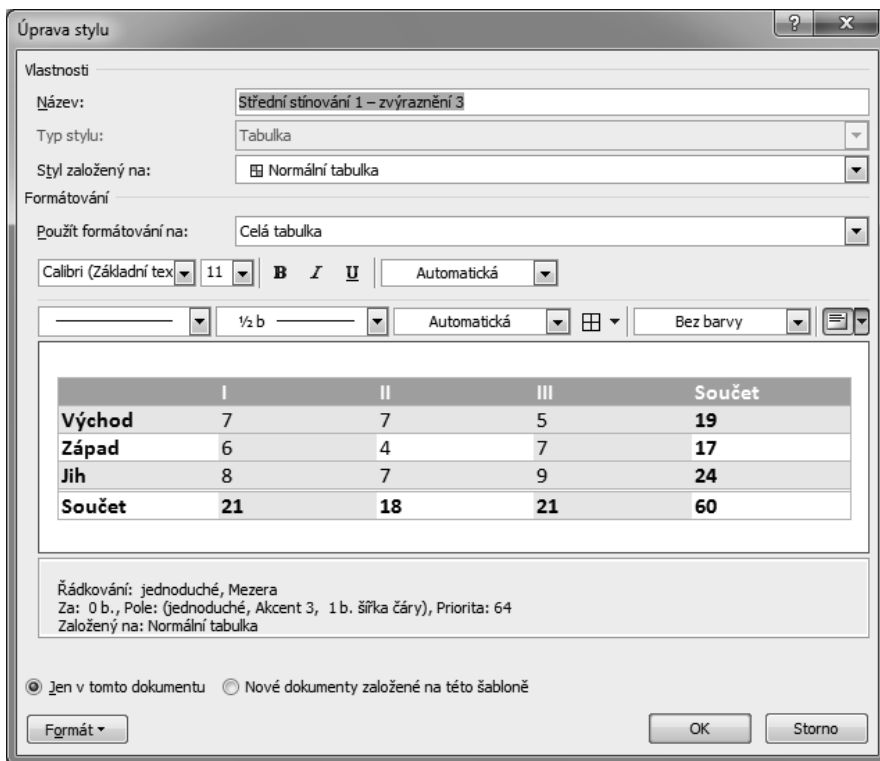 Úprava stylu
Vlastnosti
Název: Střední stínování 1 – zvýraznění 3
Typ stylu: Tabulka
Styl založený na: Normální tabulka
Formátování
Použít formátování na: Celá tabulka
Calibri (Základní tex 11 B I U Automatická
½ b Automatická Bez barvy
I II III Součet
Východ 7 7 5 19
Západ 6 4 7 17
Jih 8 7 9 24
Součet 21 18 21 60
Řádkování: jednoduché, Mezera
Za: 0 b., Pole: (jednoduché, Akcent 3, 1 b. šířka čáry), Priorita: 64
Založený na: Normální tabulka
Jen v tomto dokumentu Nové dokumenty založené na této šabloně
Formát OK Storno